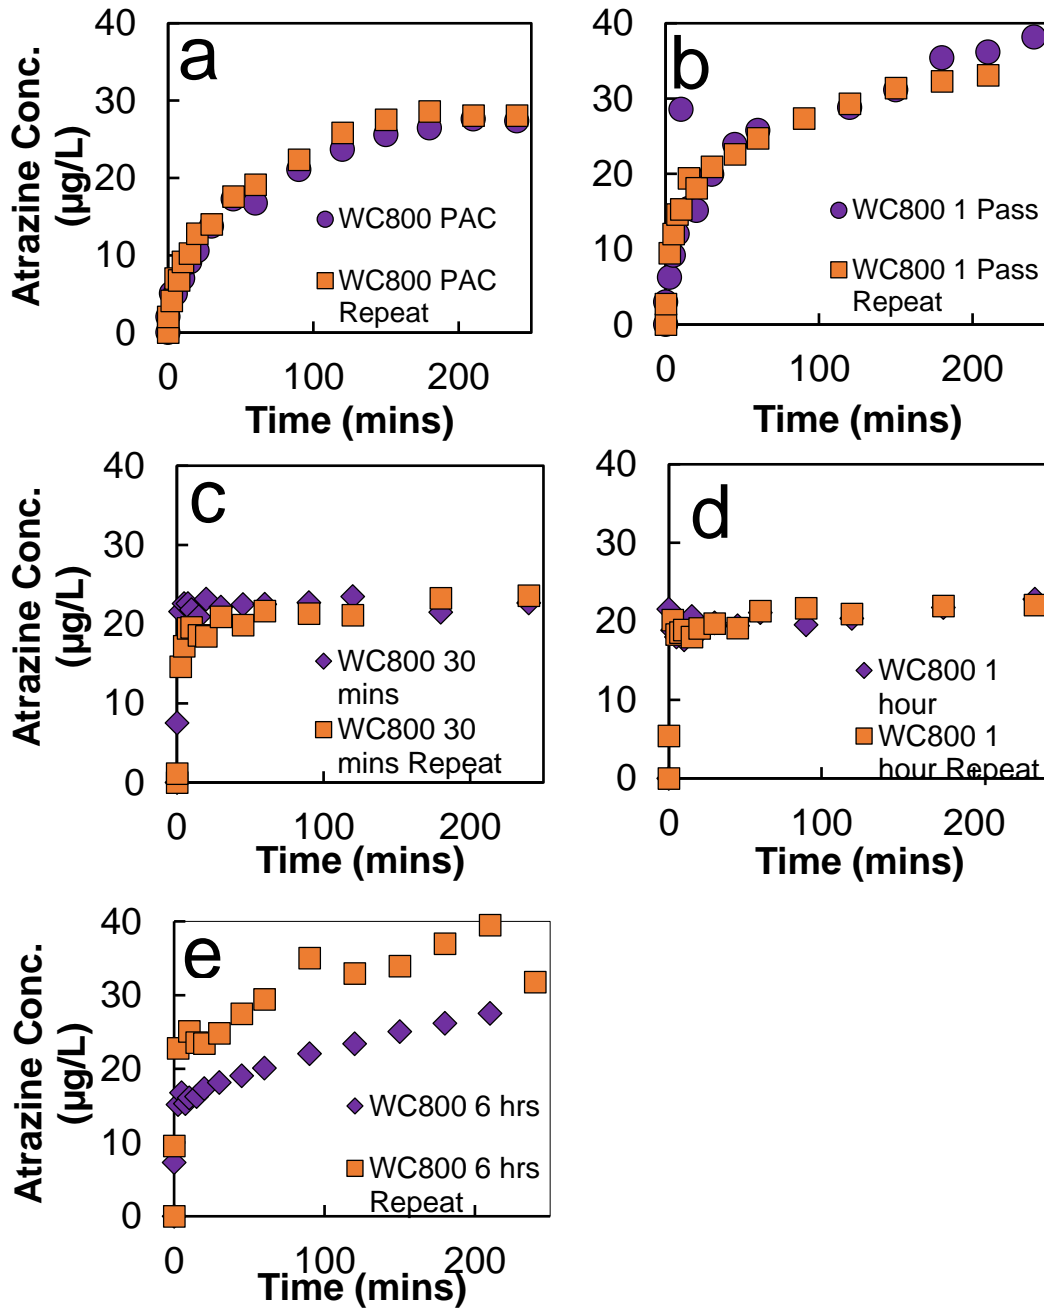 a
Atrazine Conc.
(µg/L)
40
30
20
10
0
WC800 PAC
WC800 PAC
Repeat
0
100
200
Time (mins)
b
40
30
20
10
0
WC800 1 Pass
WC800 1 Pass
Repeat
0
100
200
Time (mins)
c
Atrazine Conc.
(µg/L)
40
30
20
10
0
WC800 30
mins
WC800 30
mins Repeat
0
100
200
Time (mins)
d
40
30
20
10
0
WC800 1
hour
WC800 1
hour Repeat
0
100
200
Time (mins)
e
Atrazine Conc.
(µg/L)
40
30
20
10
0
WC800 6 hrs
WC800 6 hrs
Repeat
0
100
200
Time (mins)